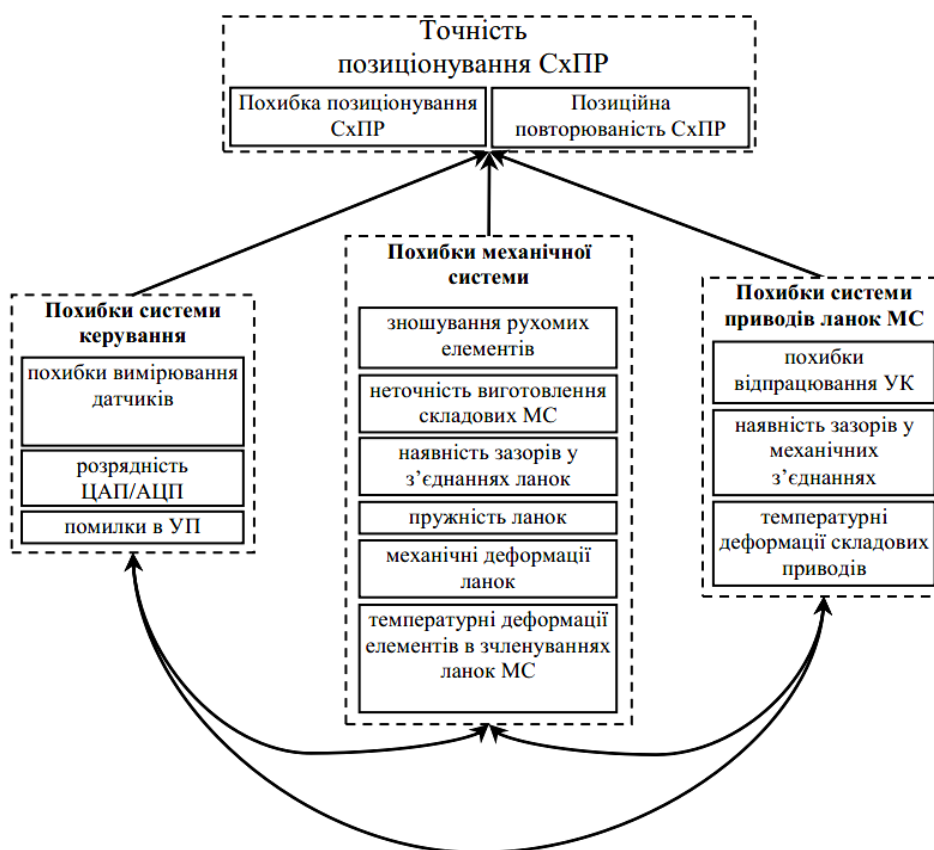 Точність
позиціонування СхПР
Похибка позиціонування
СхПР
Позиційна
повторюваність СхПР
Похибки системи
керування
похибки вимірювання
датчиків
розрядність
ЦАП/АЦП
помилки в УП
Похибки механічної
системи
зношування рухомих
елементів
неточність виготовлення
складових МС
наявність зазорів у
з’єднаннях ланок
пружність ланок
механічні деформації
ланок
температурні деформації
елементів в зчленуваннях
ланок МС
Похибки системи
приводів ланок МС
похибки
відпрацювання УК
наявність зазорів у
механічних
з’єднаннях
температурні
деформації складових
приводів